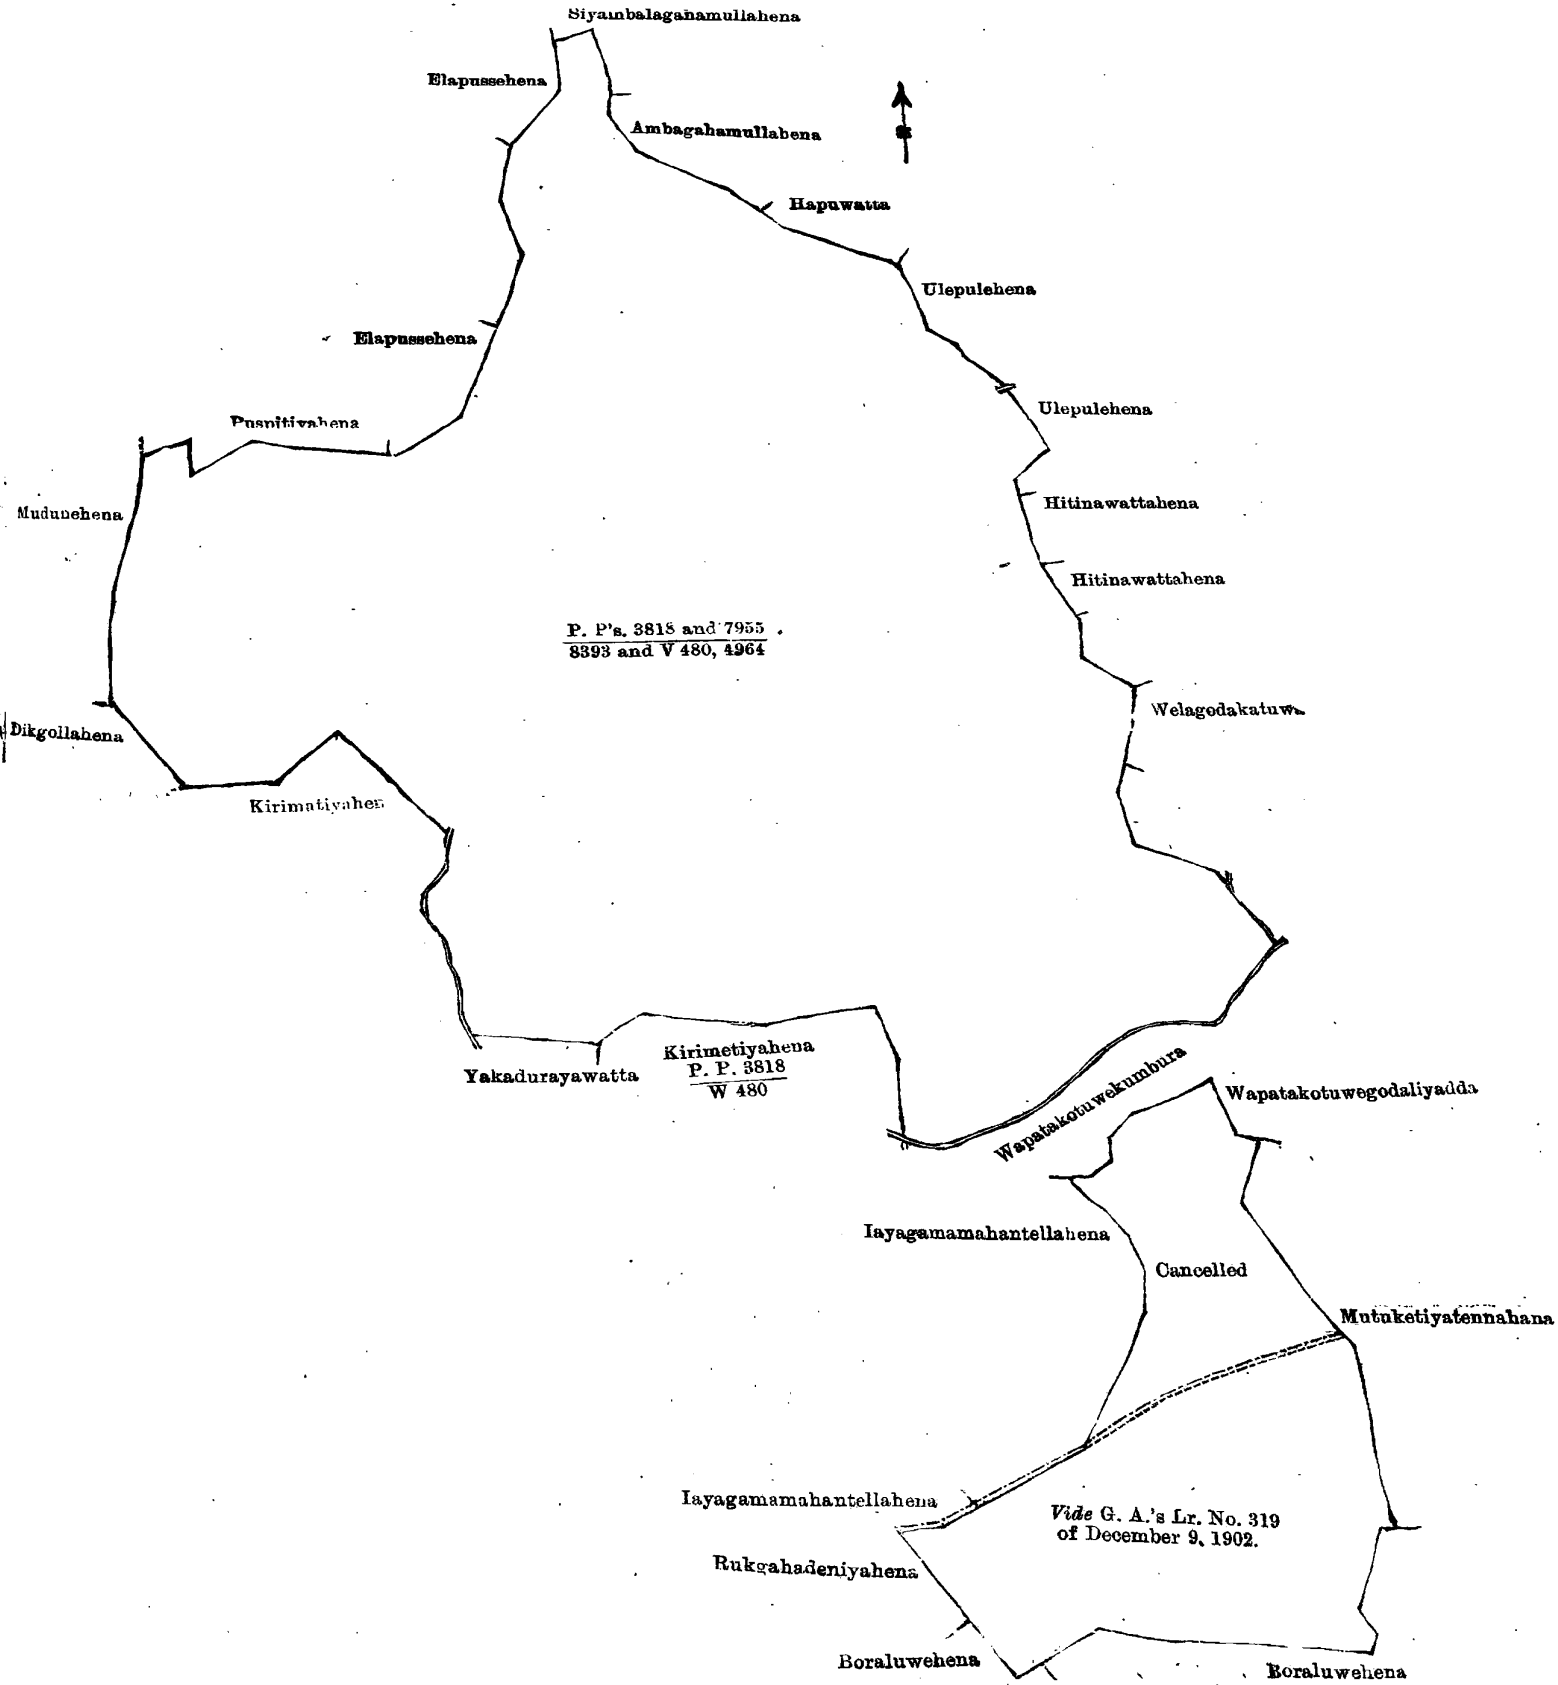 Siyambalagahamullahena
Elapussehena
Ambagahamullahena
Hapuwatta
Ulepulehena
Elapussehena
Ulepulehena
Puspitiyahena
Hitinawattahena
Mudunehena
Hitinawattahena
P. P's. 3818 and 7955
8393 and V 480, 4964
Welagodakatuwa
Dikgollahena
Kirimatiyahen
Kirimetiyahena
P. P. 3818
W 480
Yakadurayawatta
Wapatakotuwekumbura
Wapatakotuwegodaliyadda
Iayagamamahantellahena
Cancelled
Mutuketiyatennahana
Iayagamamahantellahena
Vide G. A.'s Lr. No. 319
of December 9, 1902.
Rukgahadeniyahena
Boraluwehena
Boraluwehena